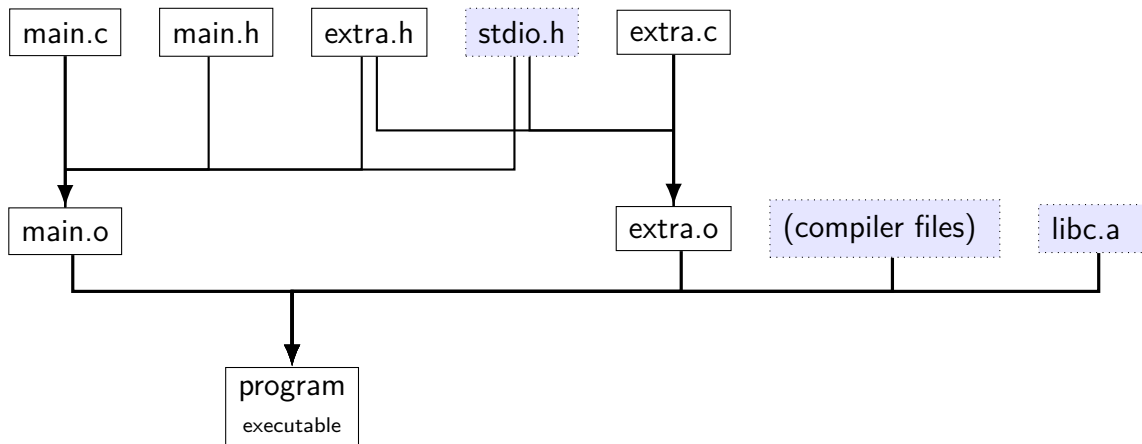 main.c
main.h
extra.h
stdio.h
extra.c
main.o
extra.o
(compiler files)
libc.a
program
executable